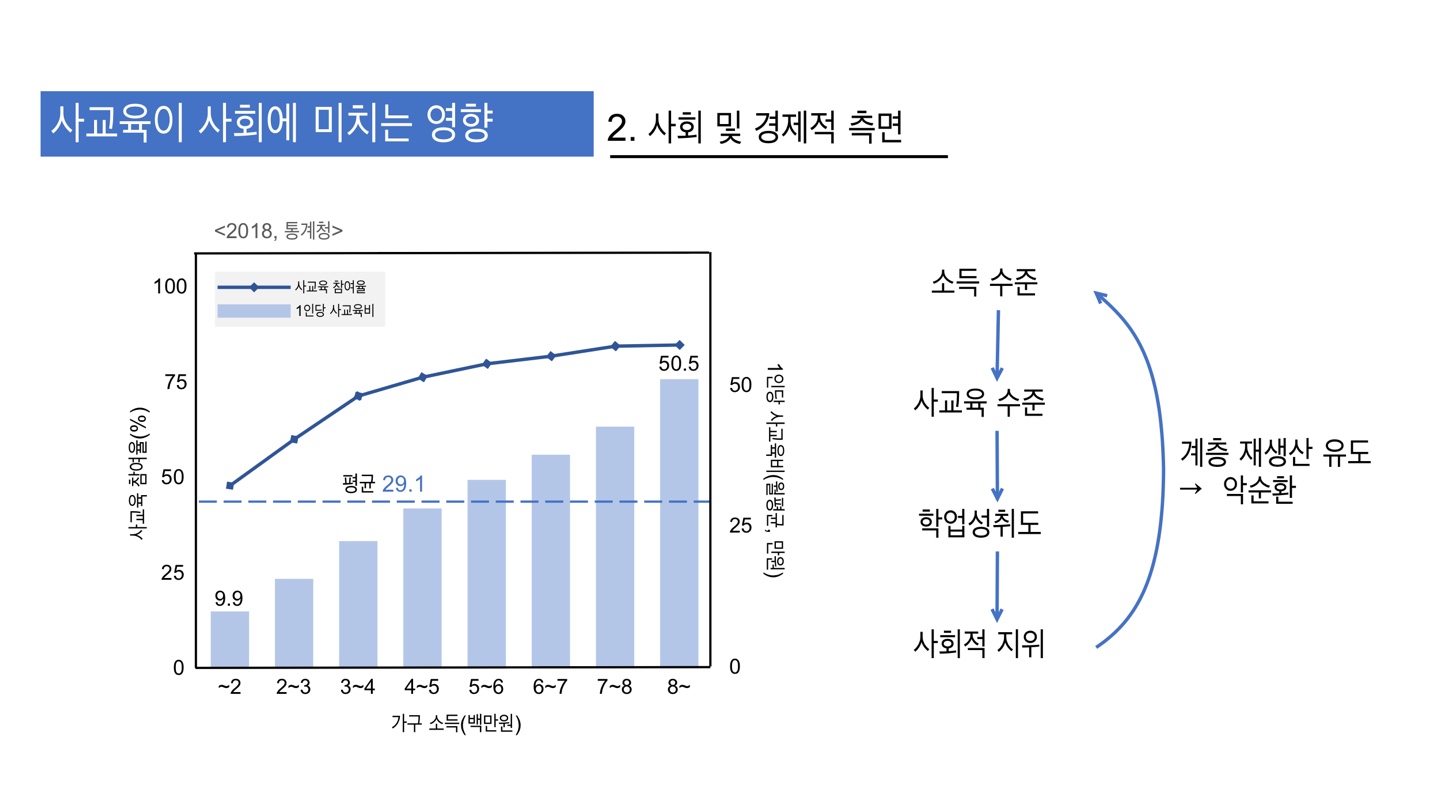 사교육이 사회에 미치는 영향
2. 사회 및 경제적 측면
<2018, 통계청>
사교육 참여율
1인당 사교육비
사교육 참여율(%)
100
75
50
25
0
평균 29.1
9.9
50.5
50
25
0
1인당 사교육비(월평균, 만원)
~2 2~3 3~4 4~5 5~6 6~7 7~8 8~
가구 소득(백만원)
소득 수준
사교육 수준
학업성취도
사회적 지위
계층 재생산 유도
→ 악순환